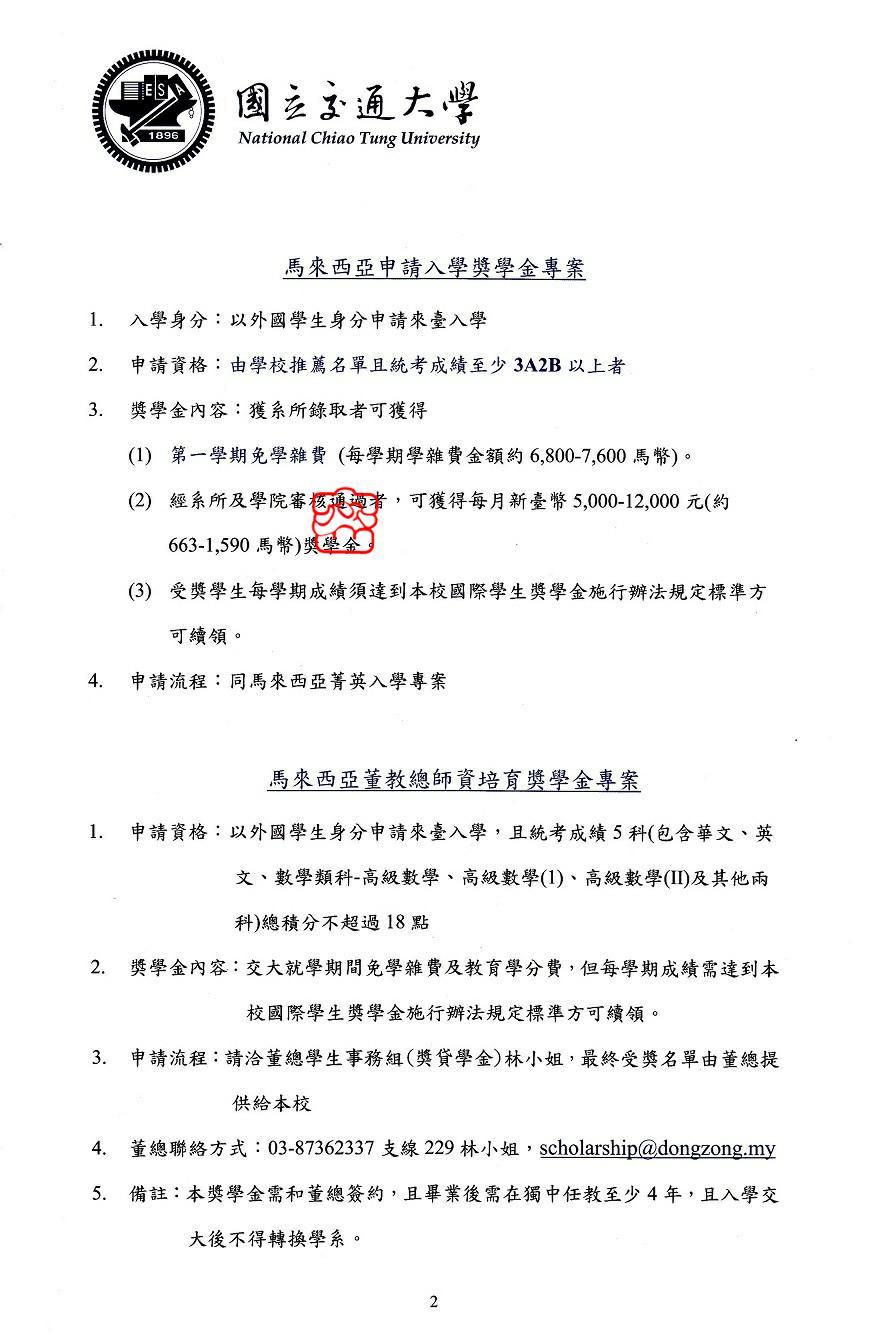 ESA
1896
國立交通大學
National Chiao Tung University
馬來西亞申請入學獎學金專案
1. 入學身分：以外國學生身分申請來臺入學
2. 申請資格：由學校推薦名單且統考成績至少 3A2B 以上者
3. 獎學金內容：獲系所錄取者可獲得
(1) 第一學期免學雜費 (每學期學雜費金額約 6,800-7,600 馬幣)。
(2) 經系所及學院審核通過者，可獲得每月新臺幣 5,000-12,000 元(約
663-1,590 馬幣)獎學金。
(3) 受獎學生每學期成績須達到本校國際學生獎學金施行辦法規定標準方
可續領。
4. 申請流程：同馬來西亞菁英入學專案
馬來西亞董教總師資培育獎學金專案
1. 申請資格：以外國學生身分申請來臺入學，且統考成績 5 科(包含華文、英
文、數學類科-高級數學、高級數學(1)、高級數學(II)及其他兩
科)總積分不超過 18 點
2. 獎學金內容：交大就學期間免學雜費及教育學分費，但每學期成績需達到本
校國際學生獎學金施行辦法規定標準方可續領。
3. 申請流程：請洽董總學生事務組(獎貸學金)林小姐，最終受獎名單由董總提
供給本校
4. 董總聯絡方式：03-87362337 支線 229 林小姐，scholarship@dongzong.my
5. 備註：本獎學金需和董總簽約，且畢業後需在獨中任教至少 4 年，且入學交
大後不得轉換學系。
2